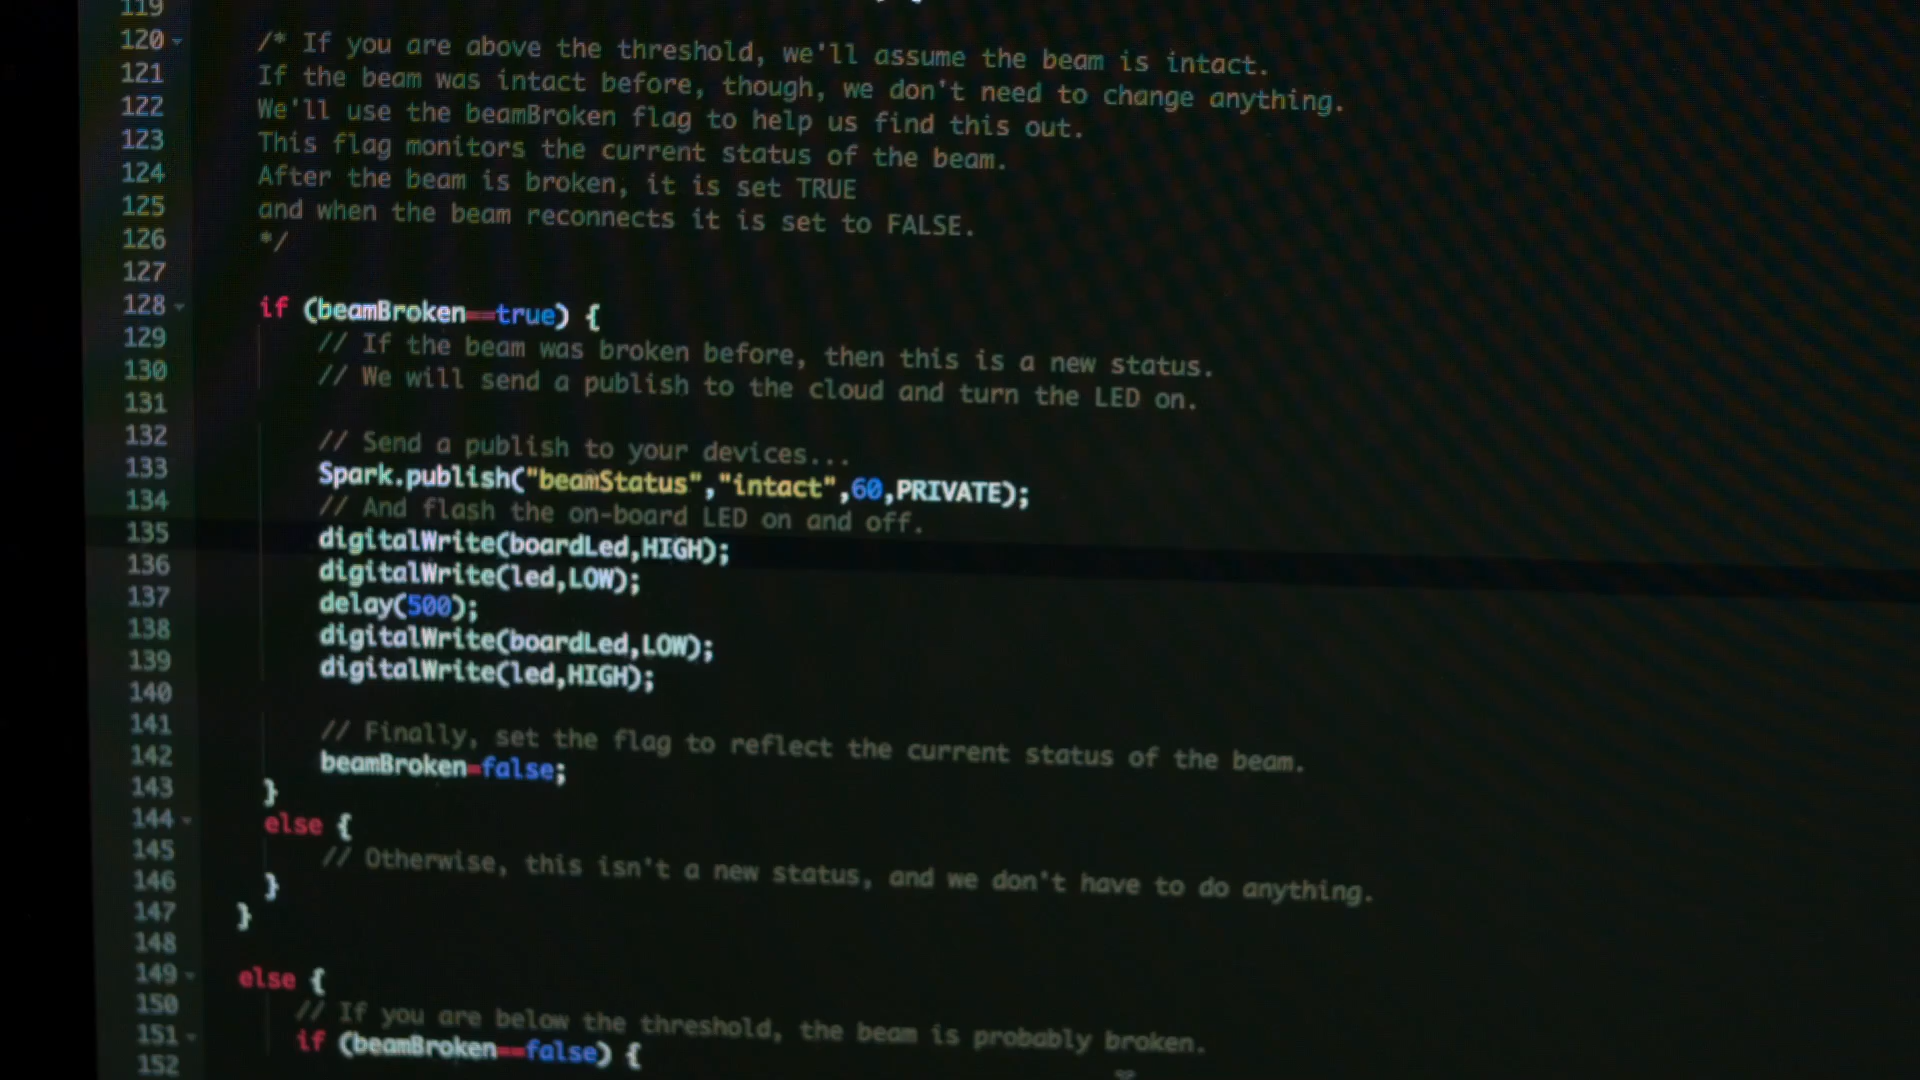 119
120 /* If you are above the threshold, we'll assume the beam is intact.
121 If the beam was intact before, though, we don't need to change anything.
122 We'll use the beamBroken flag to help us find this out.
123 This flag monitors the current status of the beam.
124 After the beam is broken, it is set TRUE
125 and when the beam reconnects it is set to FALSE.
126 */
127
128 if (beamBroken==true) {
129 // If the beam was broken before, then this is a new status.
130 // We will send a publish to the cloud and turn the LED on.
131
132 // Send a publish to your devices...
133 Spark.publish("beamStatus","intact",60,PRIVATE);
134 // And flash the on-board LED on and off.
135 digitalWrite(boardLed,HIGH);
136 digitalWrite(led,LOW);
137 delay(500);
138 digitalWrite(boardLed,LOW);
139 digitalWrite(led,HIGH);
140
141 // Finally, set the flag to reflect the current status of the beam.
142 beamBroken=false;
143 }
144 else {
145 // Otherwise, this isn't a new status, and we don't have to do anything.
146 }
147 }
148
149 else {
150 // If you are below the threshold, the beam is probably broken.
151 if (beamBroken==false) {
152